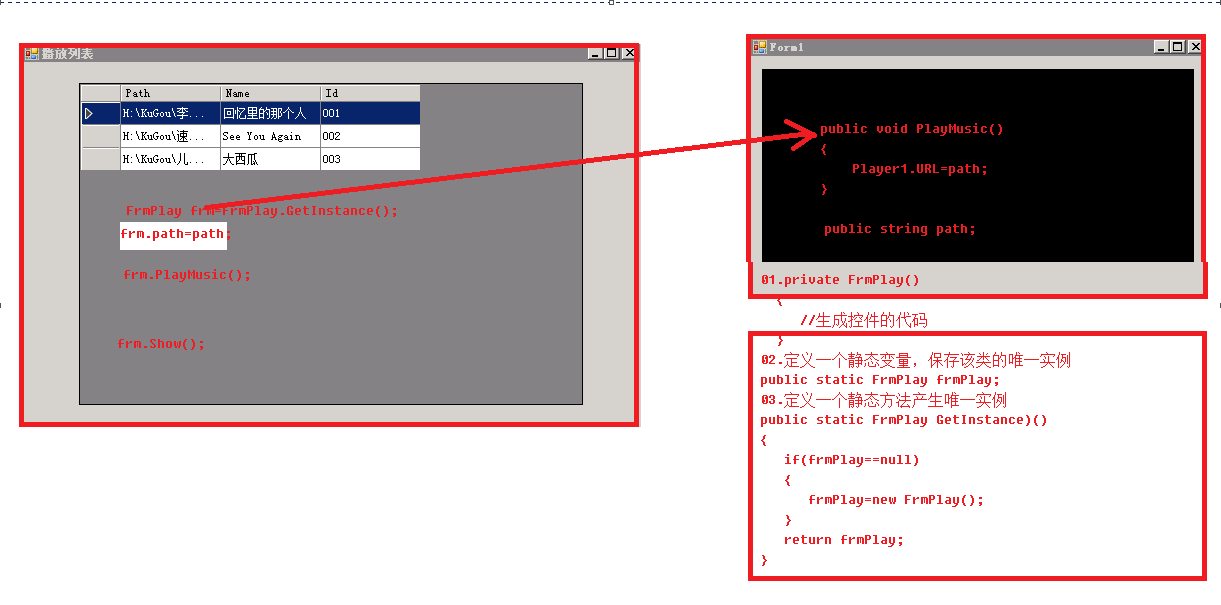 播放列表
Path Name Id
H:\KuGou\李... 回忆里的那个人 001
H:\KuGou\速... See You Again 002
H:\KuGou\儿... 大西瓜 003
FrmPlay frm=FrmPlay.GetInstance();
frm.path=path;
frm.PlayMusic();
frm.Show();
Form1
public void PlayMusic()
{
Player1.URL=path;
}
public string path;
01.private FrmPlay()
{
//生成控件的代码
}
02.定义一个静态变量，保存该类的唯一实例
public static FrmPlay frmPlay;
03.定义一个静态方法产生唯一实例
public static FrmPlay GetInstance)()
{
if(frmPlay==null)
{
frmPlay=new FrmPlay();
}
return frmPlay;
}